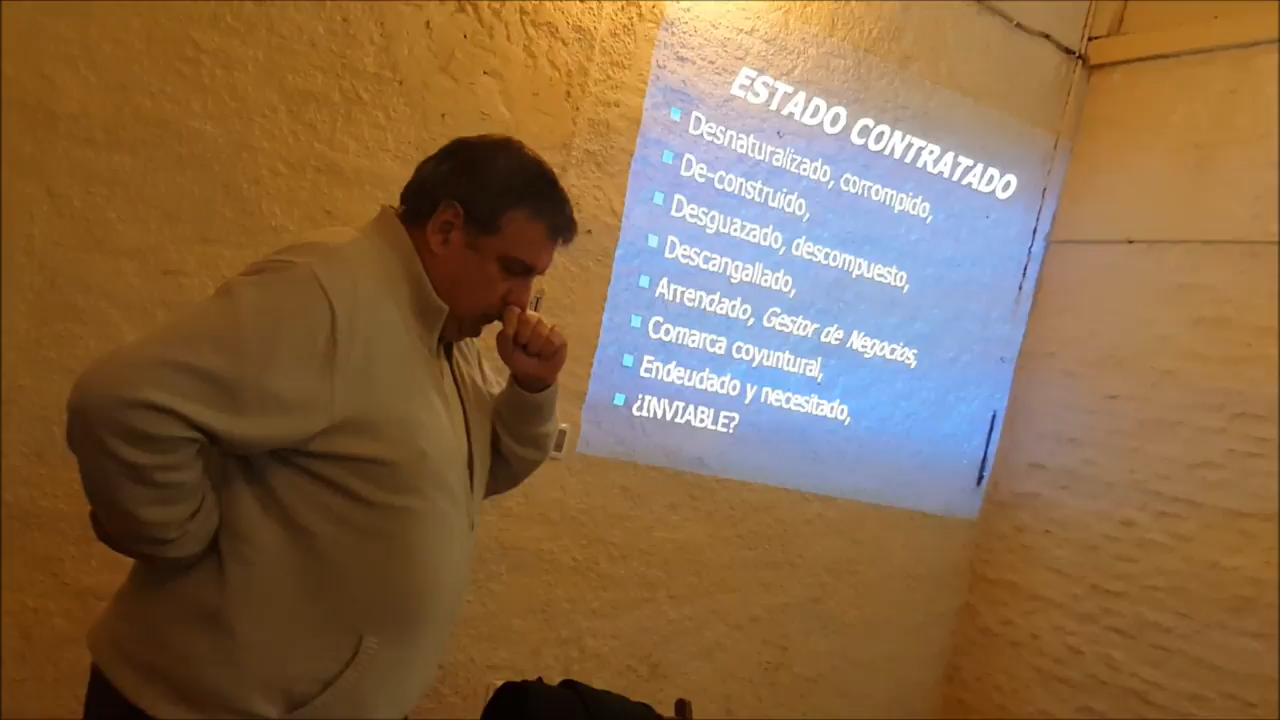 ESTADO CONTRATADO
Desnaturalizado, corrompido,
De-construido,
Desguazado, descompuesto,
Descangallado,
Arrendado, Gestor de Negocios,
Comarca coyuntural,
Endeudado y necesitado,
¿INVIABLE?